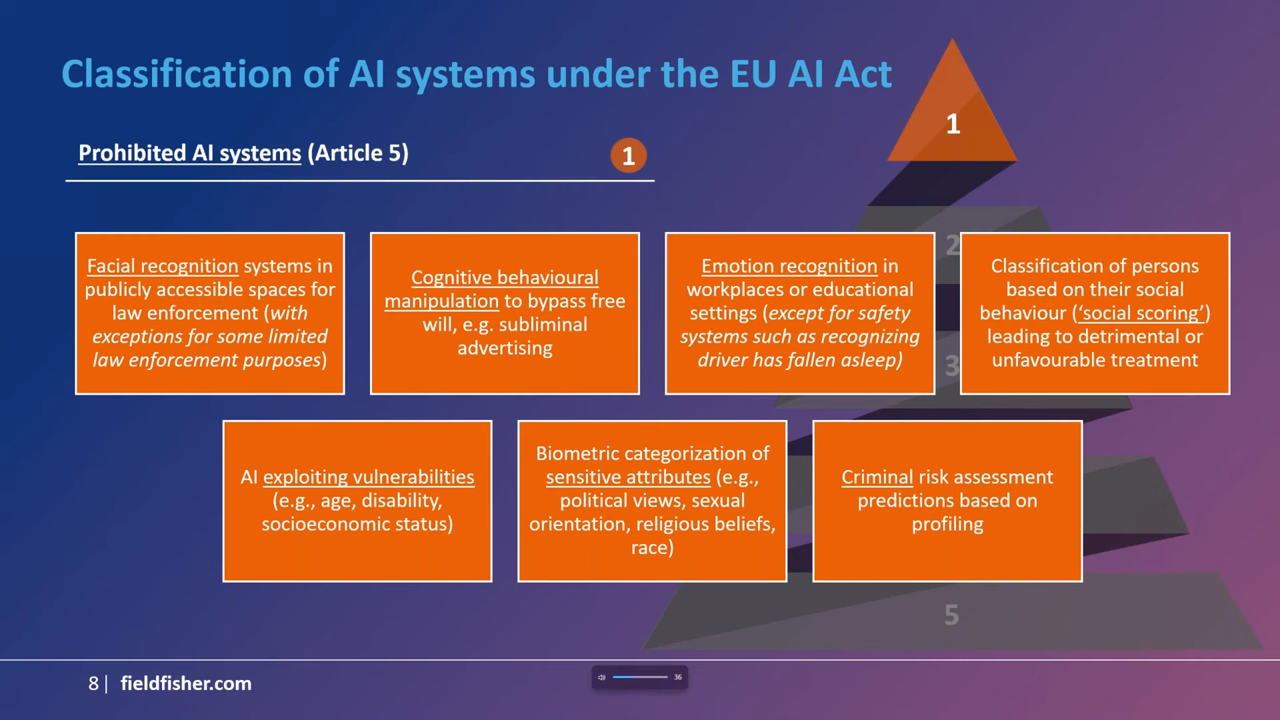 Classification of AI systems under the EU AI Act
1
Prohibited AI systems (Article 5)
1
2
3
Facial recognition systems in
publicly accessible spaces for
law enforcement (with
exceptions for some limited
law enforcement purposes)
Cognitive behavioural
manipulation to bypass free
will, e.g. subliminal
advertising
Emotion recognition in
workplaces or educational
settings (except for safety
systems such as recognizing
driver has fallen asleep)
Classification of persons
based on their social
behaviour (‘social scoring’)
leading to detrimental or
unfavourable treatment
AI exploiting vulnerabilities
(e.g., age, disability,
socioeconomic status)
Biometric categorization of
sensitive attributes (e.g.,
political views, sexual
orientation, religious beliefs,
race)
Criminal risk assessment
predictions based on
profiling
5
8 | fieldfisher.com
36